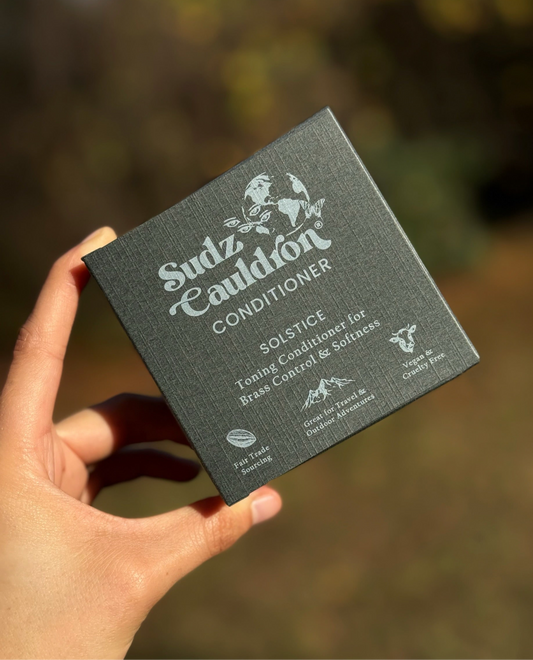 Sudz
Cauldron®
CONDITIONER
SOLSTICE
Toning Conditioner for
Brass Control & Softness
Fair Trade
Sourcing
Great for Travel &
Outdoor Adventures
Vegan &
Cruelty Free